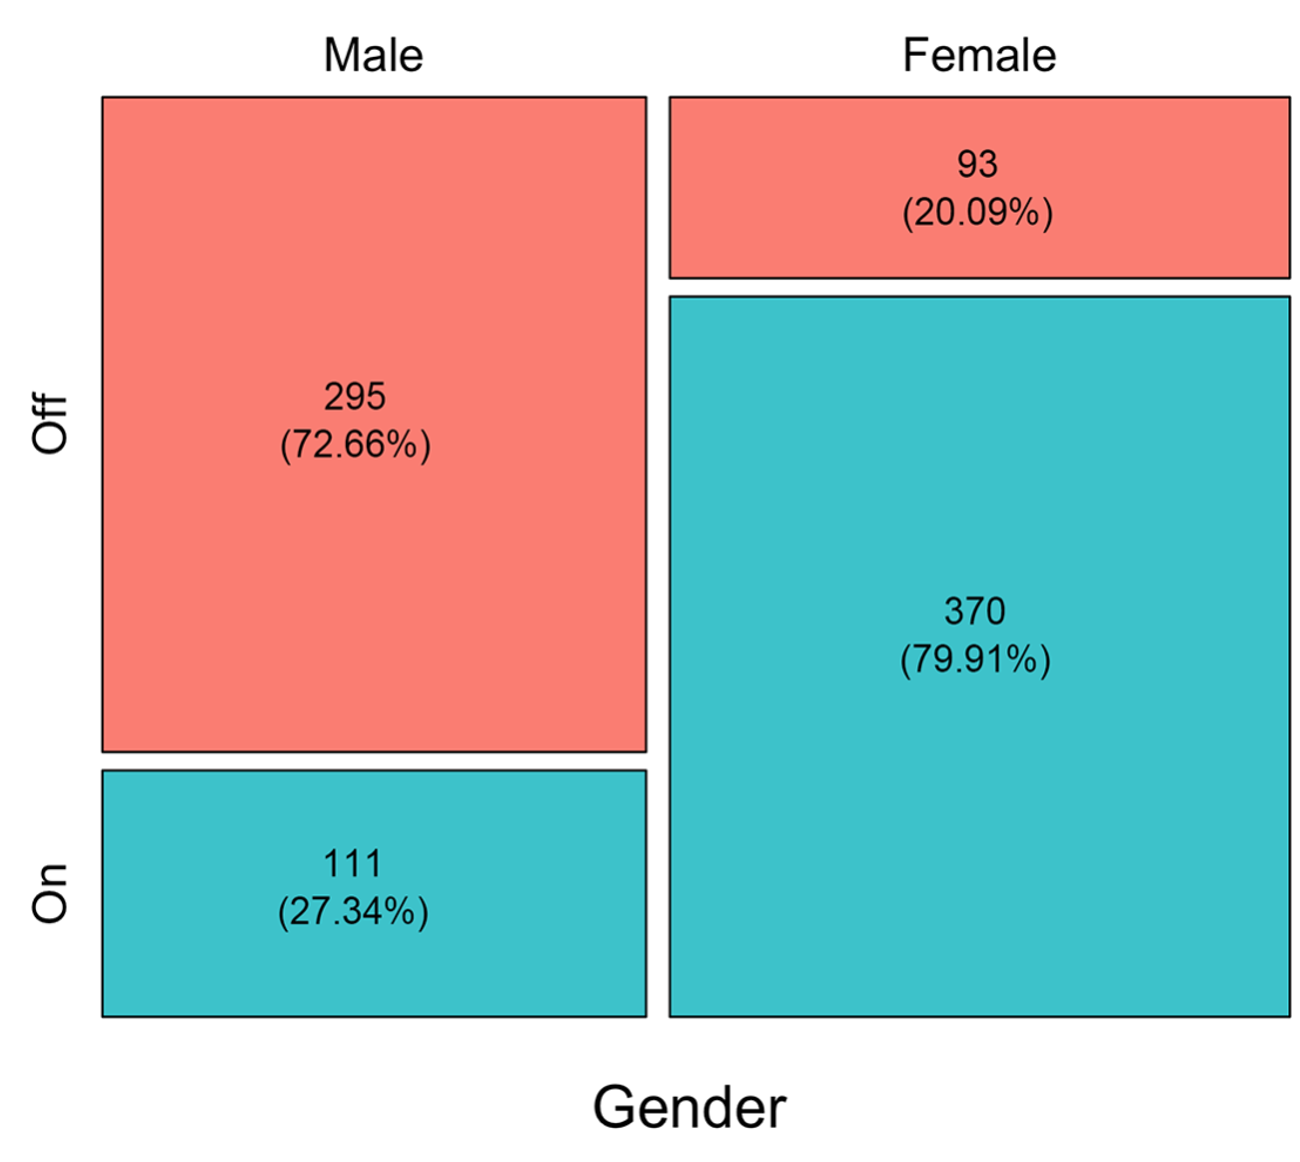 Male
Female
93
(20.09%)
295
(72.66%)
Off
370
(79.91%)
111
(27.34%)
On
Gender